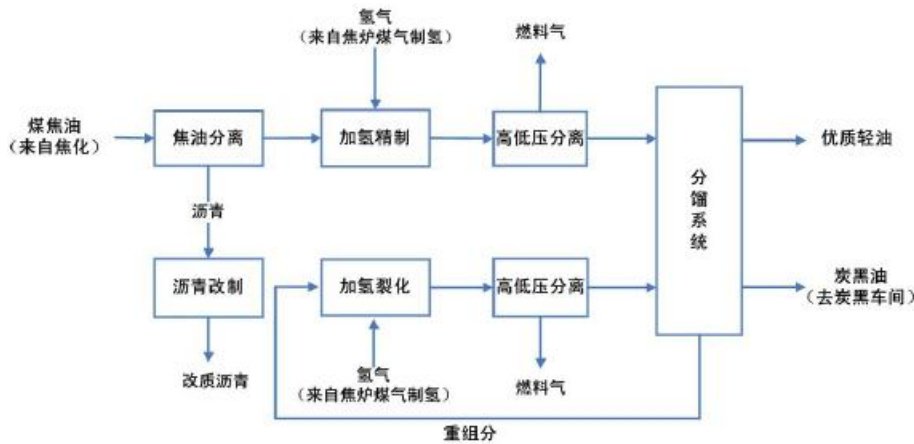 氢气
（来自焦炉煤气制氢）
燃料气
煤焦油
（来自焦化）
焦油分离
加氢精制
高低压分离
分馏系统
优质轻油
沥青
沥青改制
加氢裂化
高低压分离
炭黑油
（去炭黑车间）
改质沥青
氢气
（来自焦炉煤气制氢）
燃料气
重组分